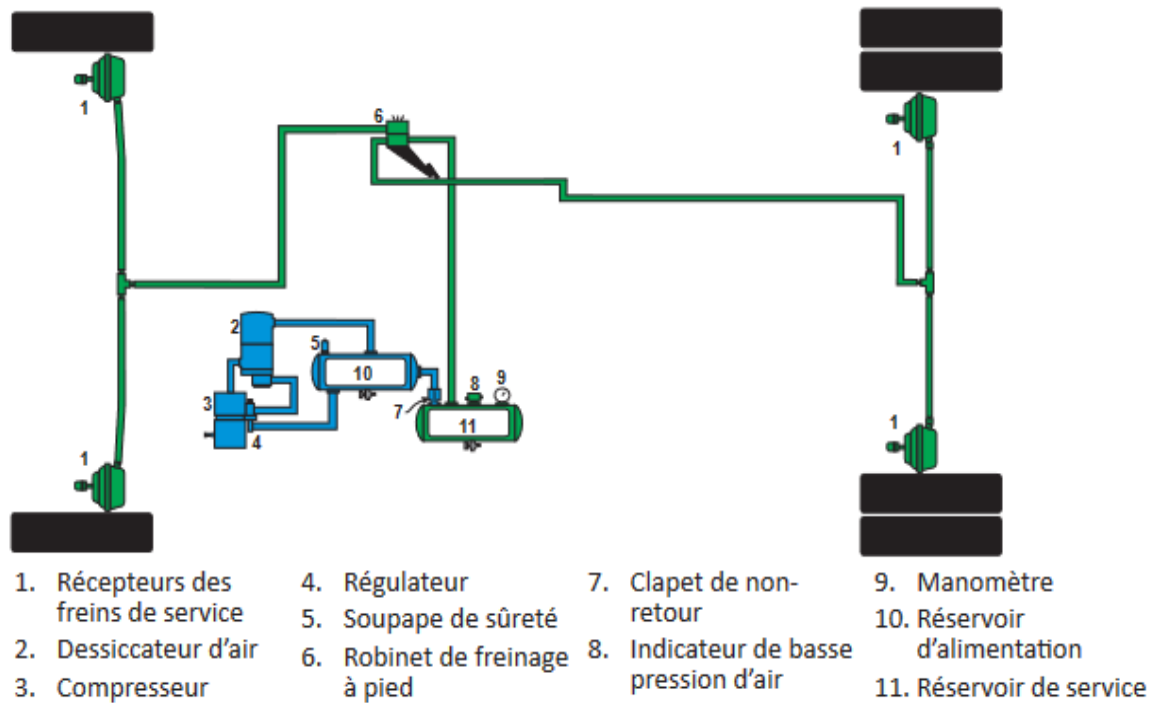 1
6
1
2
5
10
8
9
3
7
11
4
1
1
1. Récepteurs des
freins de service
2. Dessiccateur d'air
3. Compresseur
4. Régulateur
5. Soupape de sûreté
6. Robinet de freinage
à pied
7. Clapet de non-
retour
8. Indicateur de basse
pression d'air
9. Manomètre
10. Réservoir
d'alimentation
11. Réservoir de service